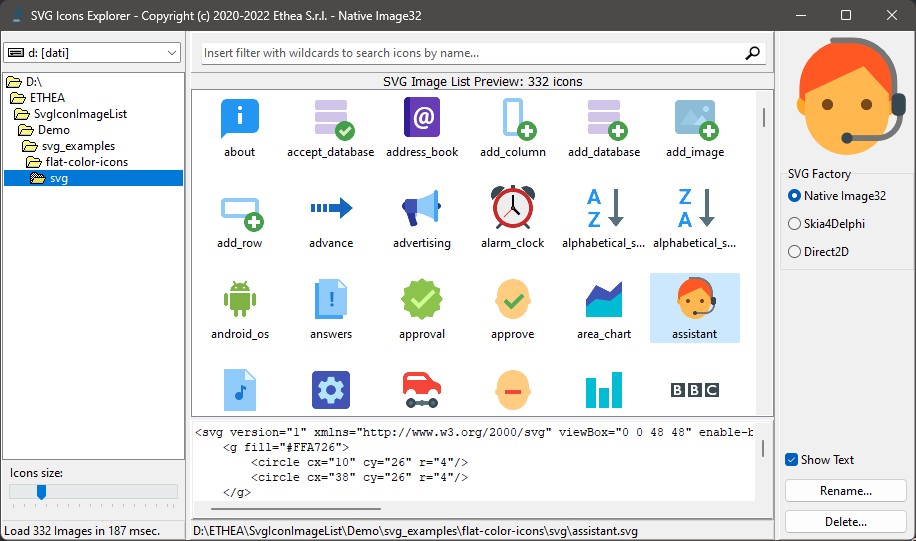 SVG Icons Explorer - Copyright (c) 2020-2022 Ethea S.r.l. - Native Image32
d: [dati]
D:\
ETHEA
SvgIconImageList
Demo
svg_examples
flat-color-icons
svg
Icons size:
Load 332 Images in 187 msec.
Insert filter with wildcards to search icons by name...
SVG Image List Preview: 332 icons
i
@
about accept_database address_book add_column add_database add_image
A Z Z A
add_row advance advertising alarm_clock alphabetical_s... alphabetical_s...
!
android_os answers approval approve area_chart assistant
BBC
<svg version="1" xmlns="http://www.w3.org/2000/svg" viewBox="0 0 48 48" enable-b
<g fill="#FFA726">
<circle cx="10" cy="26" r="4"/>
<circle cx="38" cy="26" r="4"/>
</g>
D:\ETHEA\SvgIconImageList\Demo\svg_examples\flat-color-icons\svg\assistant.svg
SVG Factory
Native Image32
Skia4Delphi
Direct2D
Show Text
Rename...
Delete...